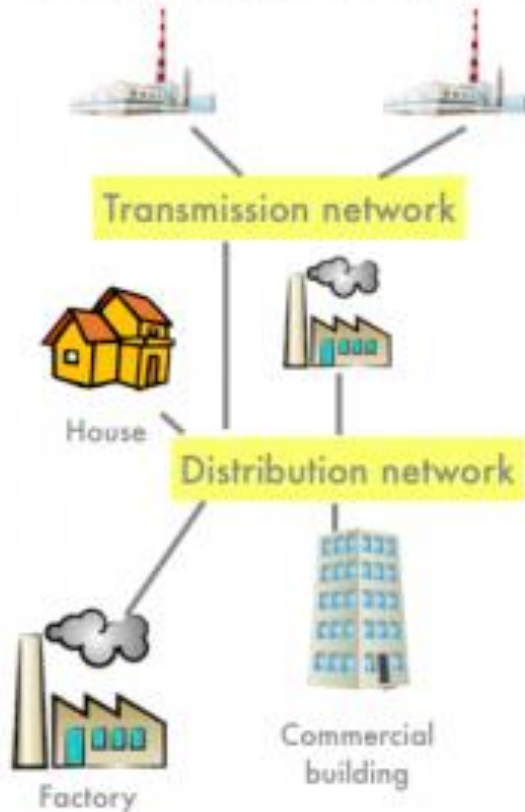 Transmission network
House
Distribution network
Commercial
building
Factory